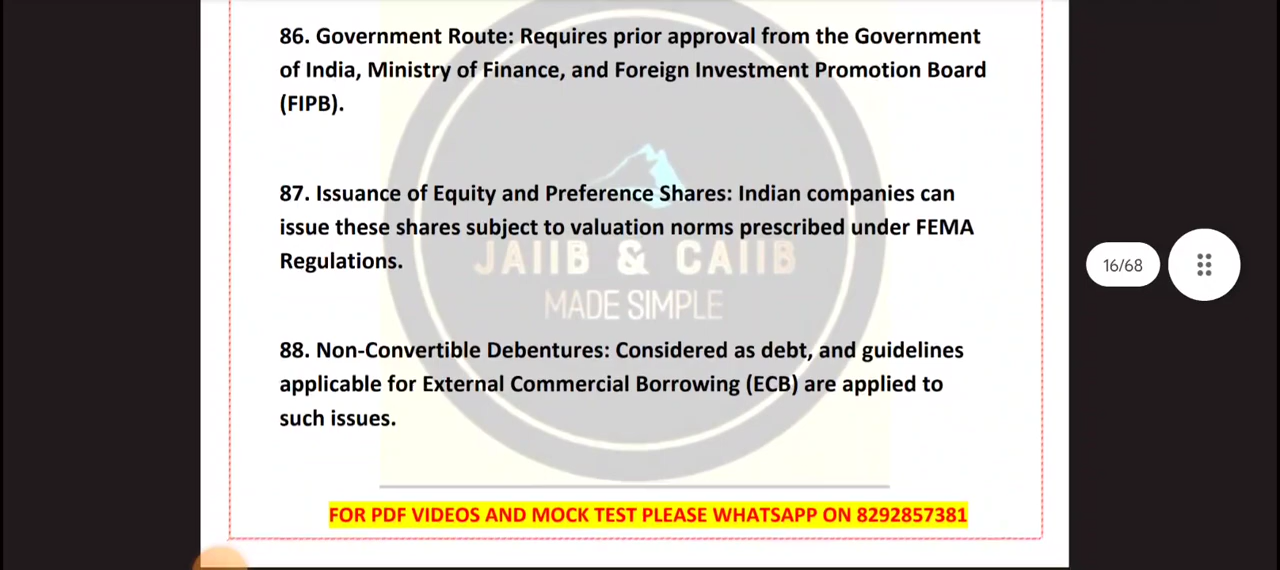 86. Government Route: Requires prior approval from the Government
of India, Ministry of Finance, and Foreign Investment Promotion Board
(FIPB).
87. Issuance of Equity and Preference Shares: Indian companies can
issue these shares subject to valuation norms prescribed under FEMA
Regulations.
JAIIB & CAIIB
MADE SIMPLE
16/68
88. Non-Convertible Debentures: Considered as debt, and guidelines
applicable for External Commercial Borrowing (ECB) are applied to
such issues.
FOR PDF VIDEOS AND MOCK TEST PLEASE WHATSAPP ON 8292857381